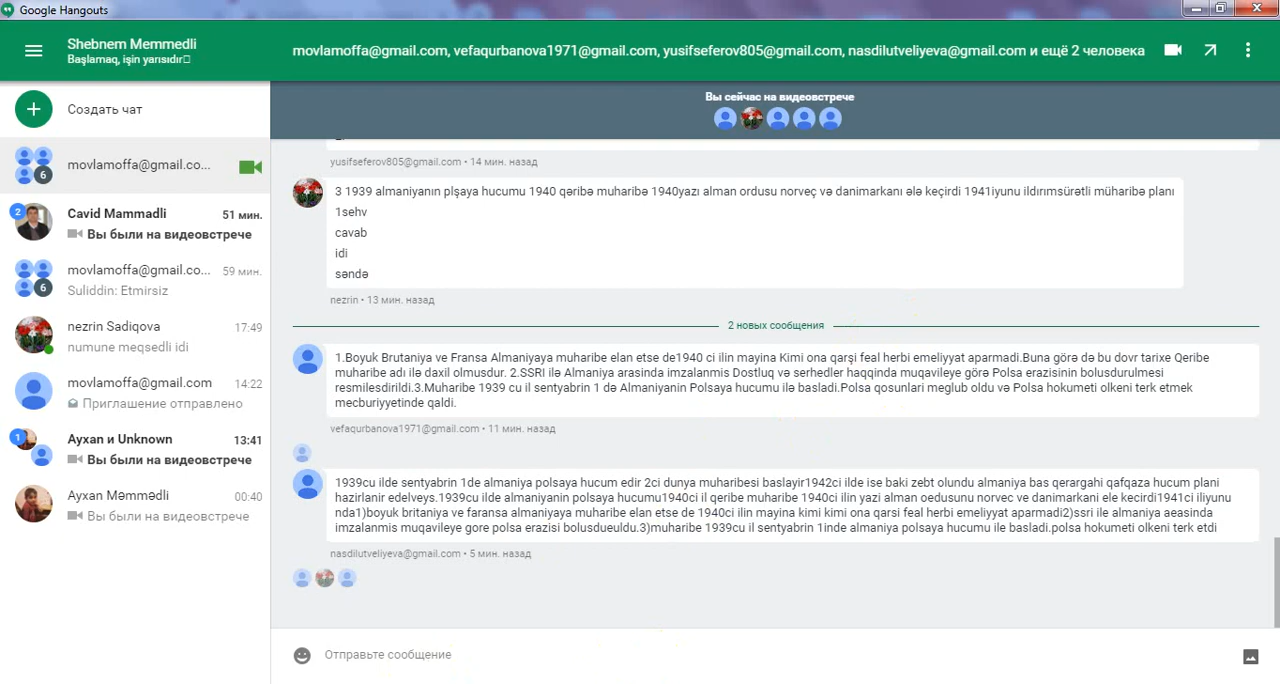 Google Hangouts
Shebnem Memmedli
Başlamaq, işin yarısıdır
movlamoffa@gmail.com, vefaqurbanova1971@gmail.com, yusifseferov805@gmail.com, nasdilutveliyeva@gmail.com и ещё 2 человека
Создать чат
movlamoffa@gmail.co...
6
2
Cavid Mammadli
51 мин.
Вы были на видеовстрече
movlamoffa@gmail.co...
59 мин.
6
Suliddin: Etmirsiz
nezrin Sadiqova
17:49
numune meqsedli idi
movlamoffa@gmail.com
14:22
Приглашение отправлено
1
Ayxan и Unknown
13:41
Вы были на видеовстрече
Ayxan Məmmədli
00:40
Вы были на видеовстрече
Вы сейчас на видеовстрече
yusifseferov805@gmail.com • 14 мин. назад
3 1939 almaniyanın plşaya hucumu 1940 qəribə muharibə 1940yazı alman ordusu norveç və danimarkanı ələ keçirdi 1941iyunu ildırımsürətli müharibə planı
1sehv
cavab
idi
səndə
nezrin • 13 мин. назад
2 новых сообщения
1.Boyuk Brutaniya ve Fransa Almaniyaya muharibe elan etse de1940 ci ilin mayina Kimi ona qarşi feal herbi emeliyyat aparmadi.Buna görə də bu dovr tarixe Qeribe
muharibe adı ilə daxil olmusdur. 2.SSRI ilə Almaniya arasinda imzalanmis Dostluq və serhedler haqqinda muqavileye görə Polsa erazisinin bolusdurulmesi
resmilesdirildi.3.Muharibe 1939 cu il sentyabrin 1 də Almaniyanin Polsaya hucumu ilə basladi.Polsa qosunlari meglub oldu və Polsa hokumeti olkeni terk etmek
mecburiyyetinde qaldi.
vefaqurbanova1971@gmail.com • 11 мин. назад
1939cu ilde sentyabrin 1de almaniya polsaya hucum edir 2ci dunya muharibesi baslayir1942ci ilde ise baki zebt olundu almaniya bas qerargahi qafqaza hucum plani
hazirlanir edelveys.1939cu ilde almaniyanin polsaya hucumu1940ci il qeribe muharibe 1940ci ilin yazi alman oedusunu norvec ve danimarkani ele kecirdi1941ci iliyunu
nda1)boyuk britaniya ve faransa almaniyaya muharibe elan etse de 1940ci ilin mayina kimi kimi ona qarsi feal herbi emeliyyat aparmadi2)ssri ile almaniya aeasinda
imzalanmis muqavileye gore polsa erazisi bolusdueuldu.3)muharibe 1939cu il sentyabrin 1inde almaniya polsaya hucumu ile basladi.polsa hokumeti olkeni terk etdi
nasdilutveliyeva@gmail.com • 5 мин. назад
Отправьте сообщение